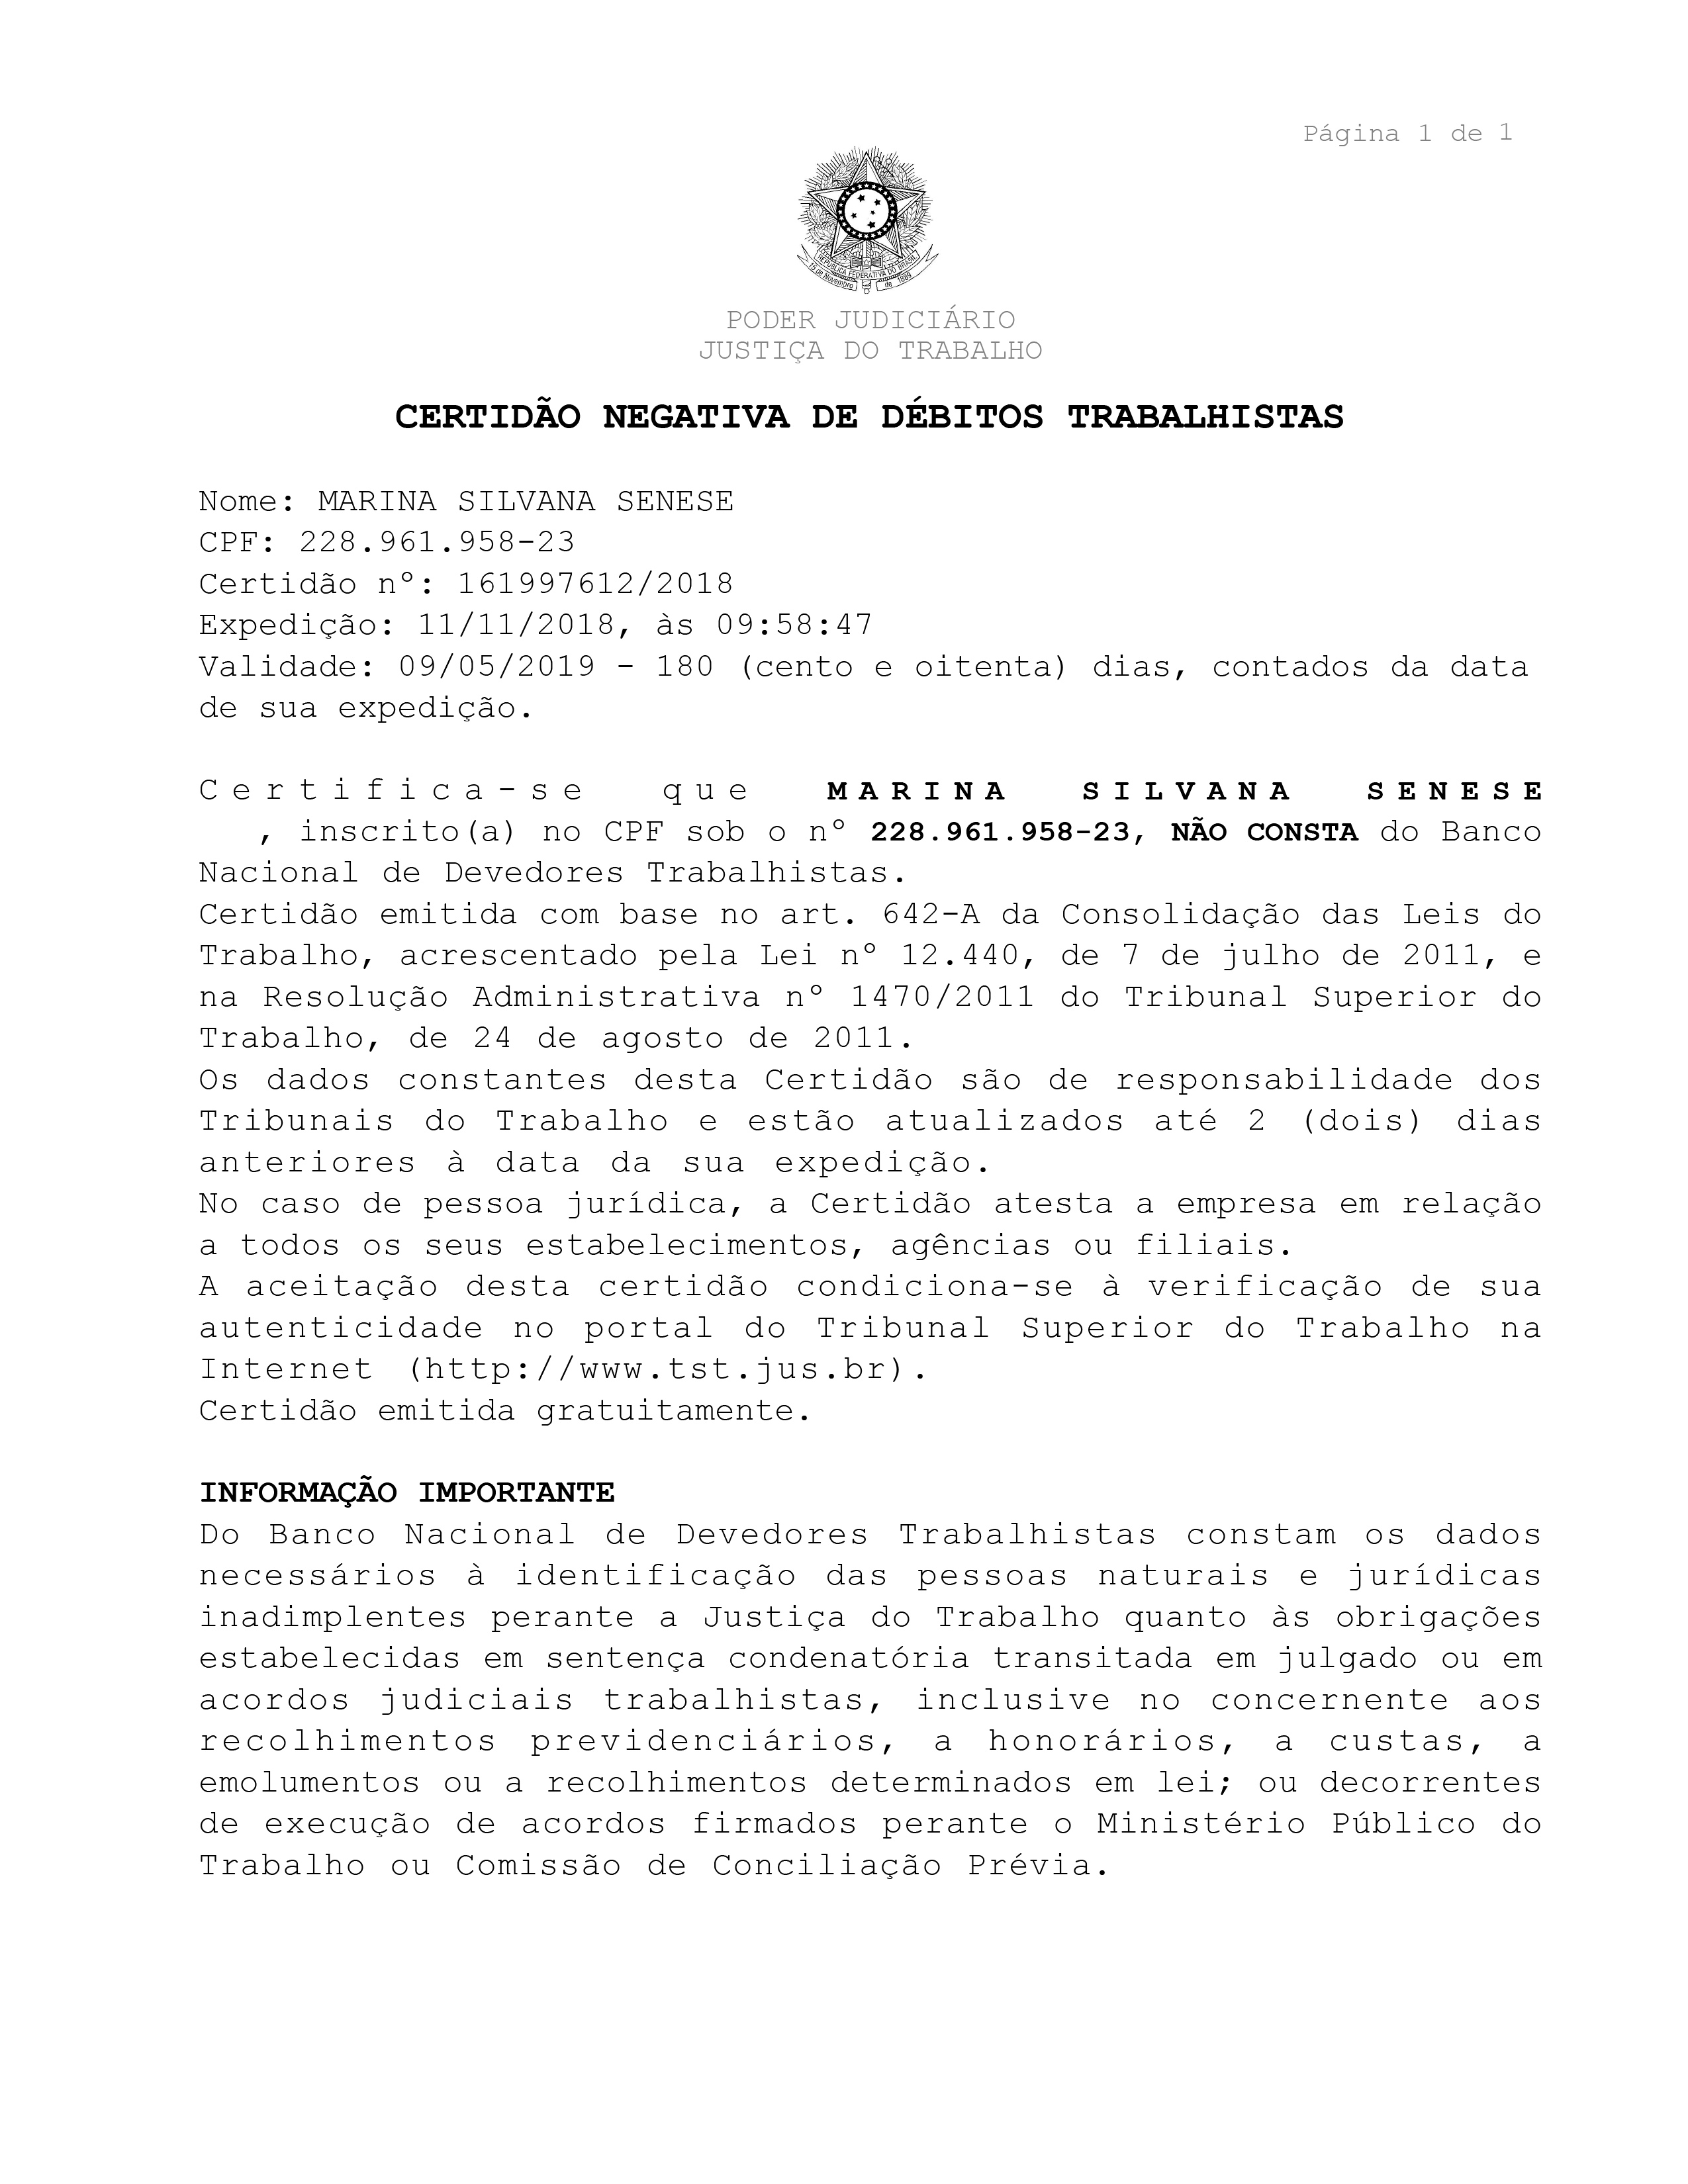 Página 1 de 1
REPÚBLICA FEDERATIVA DO BRASIL
15 de Novembro de 1889
PODER JUDICIÁRIO
JUSTIÇA DO TRABALHO
CERTIDÃO NEGATIVA DE DÉBITOS TRABALHISTAS
Nome: MARINA SILVANA SENESE
CPF: 228.961.958-23
Certidão nº: 161997612/2018
Expedição: 11/11/2018, às 09:58:47
Validade: 09/05/2019 - 180 (cento e oitenta) dias, contados da data
de sua expedição.
Certifica-se que MARINA SILVANA SENESE
, inscrito(a) no CPF sob o nº 228.961.958-23, NÃO CONSTA do Banco
Nacional de Devedores Trabalhistas.
Certidão emitida com base no art. 642-A da Consolidação das Leis do
Trabalho, acrescentado pela Lei nº 12.440, de 7 de julho de 2011, e
na Resolução Administrativa nº 1470/2011 do Tribunal Superior do
Trabalho, de 24 de agosto de 2011.
Os dados constantes desta Certidão são de responsabilidade dos
Tribunais do Trabalho e estão atualizados até 2 (dois) dias
anteriores à data da sua expedição.
No caso de pessoa jurídica, a Certidão atesta a empresa em relação
a todos os seus estabelecimentos, agências ou filiais.
A aceitação desta certidão condiciona-se à verificação de sua
autenticidade no portal do Tribunal Superior do Trabalho na
Internet (http://www.tst.jus.br).
Certidão emitida gratuitamente.
INFORMAÇÃO IMPORTANTE
Do Banco Nacional de Devedores Trabalhistas constam os dados
necessários à identificação das pessoas naturais e jurídicas
inadimplentes perante a Justiça do Trabalho quanto às obrigações
estabelecidas em sentença condenatória transitada em julgado ou em
acordos judiciais trabalhistas, inclusive no concernente aos
recolhimentos previdenciários, a honorários, a custas, a
emolumentos ou a recolhimentos determinados em lei; ou decorrentes
de execução de acordos firmados perante o Ministério Público do
Trabalho ou Comissão de Conciliação Prévia.